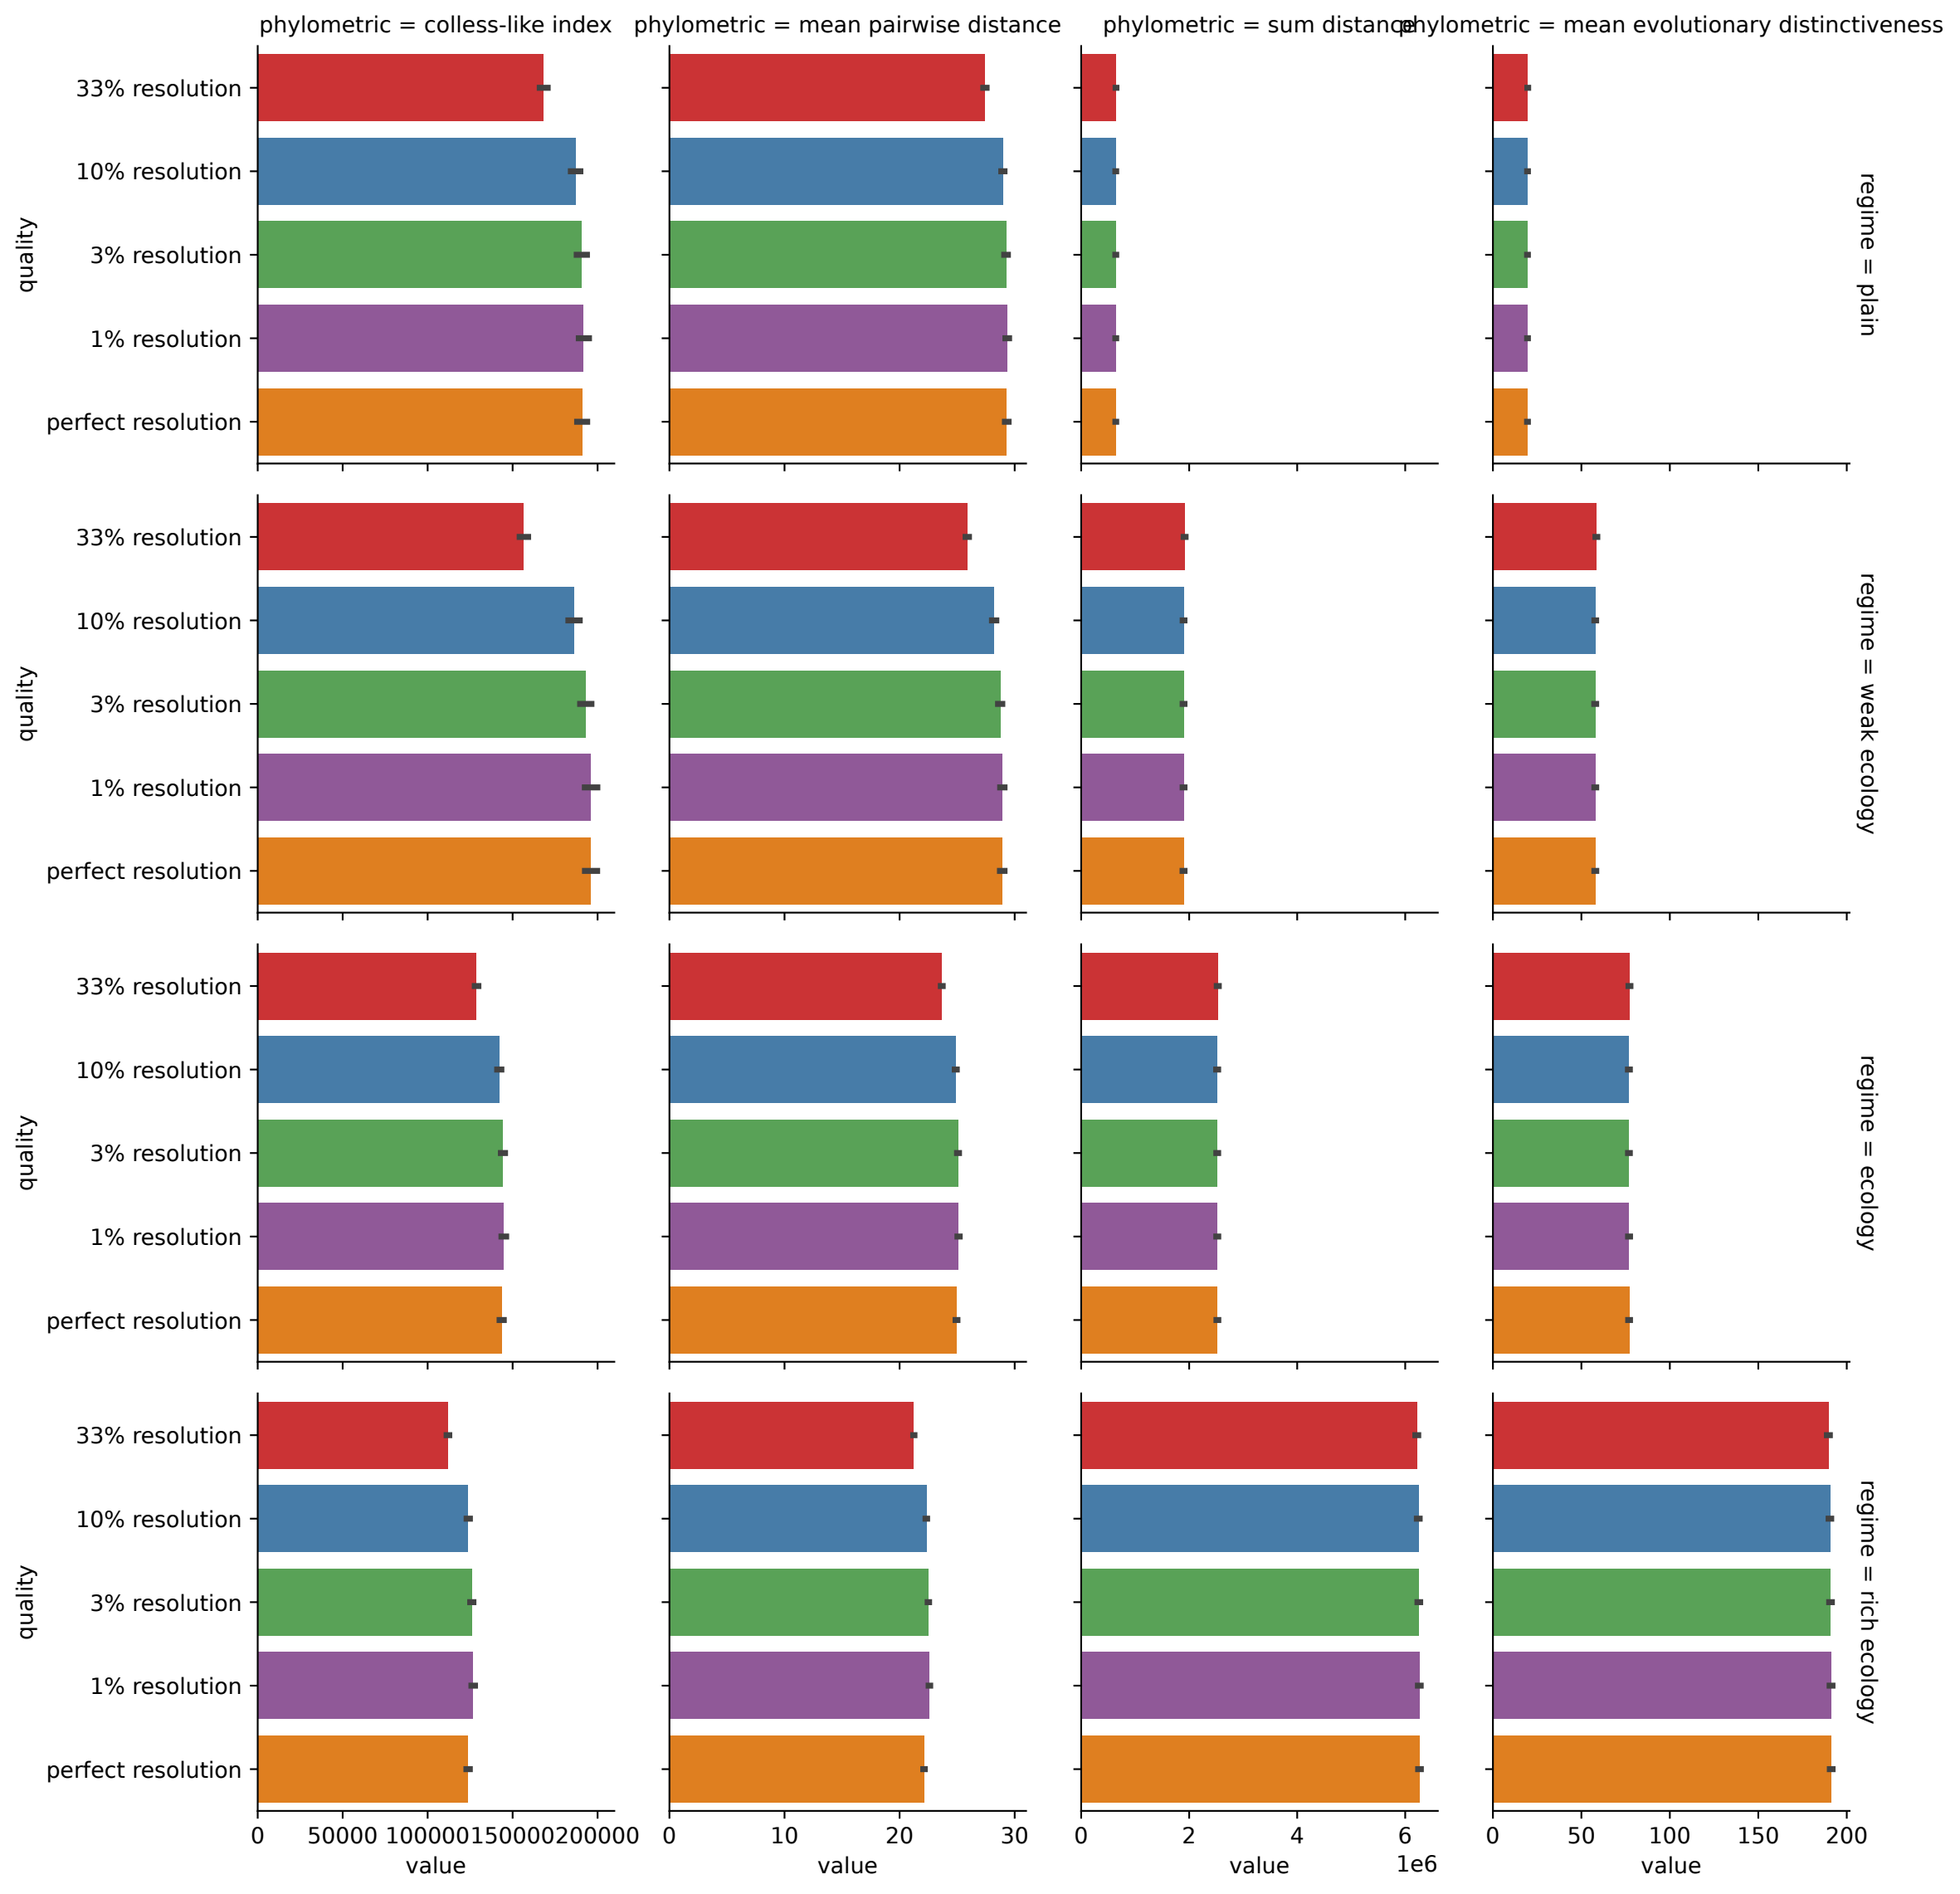 phylometric = colless-like index
phylometric = mean pairwise distance
phylometric = sum distance
phylometric = mean evolutionary distinctiveness
quality
33% resolution
10% resolution
3% resolution
1% resolution
perfect resolution
regime = plain
quality
33% resolution
10% resolution
3% resolution
1% resolution
perfect resolution
regime = weak ecology
quality
33% resolution
10% resolution
3% resolution
1% resolution
perfect resolution
regime = ecology
quality
33% resolution
10% resolution
3% resolution
1% resolution
perfect resolution
regime = rich ecology
0 50000 100000 150000 200000
value
0 10 20 30
value
0 2 4 6
1e6
value
0 50 100 150 200
value